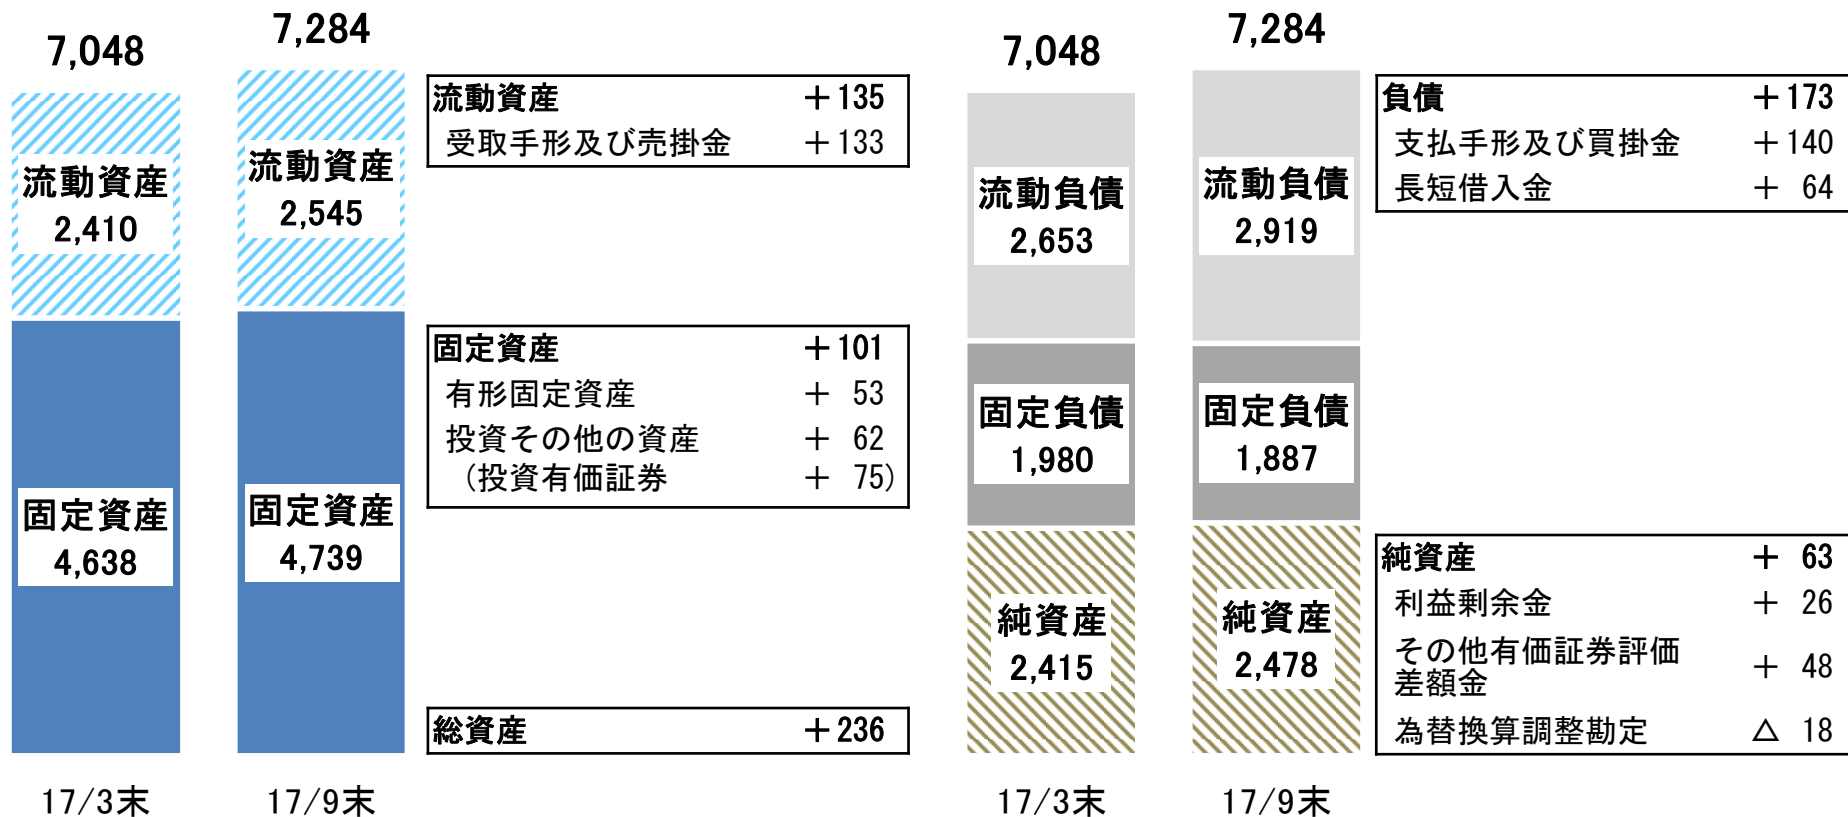 7,048
7,284
流動資産
2,410
流動資産
2,545
固定資産
4,638
固定資産
4,739
17/3末
17/9末
流動資産 ＋135
受取手形及び売掛金 ＋133
固定資産 ＋101
有形固定資産 ＋ 53
投資その他の資産 ＋ 62
（投資有価証券 ＋ 75）
総資産 ＋236
7,048
7,284
流動負債
2,653
流動負債
2,919
固定負債
1,980
固定負債
1,887
純資産
2,415
純資産
2,478
17/3末
17/9末
負債 ＋173
支払手形及び買掛金 ＋140
長短借入金 ＋ 64
純資産 ＋ 63
利益剰余金 ＋ 26
その他有価証券評価
差額金 ＋ 48
為替換算調整勘定 △ 18